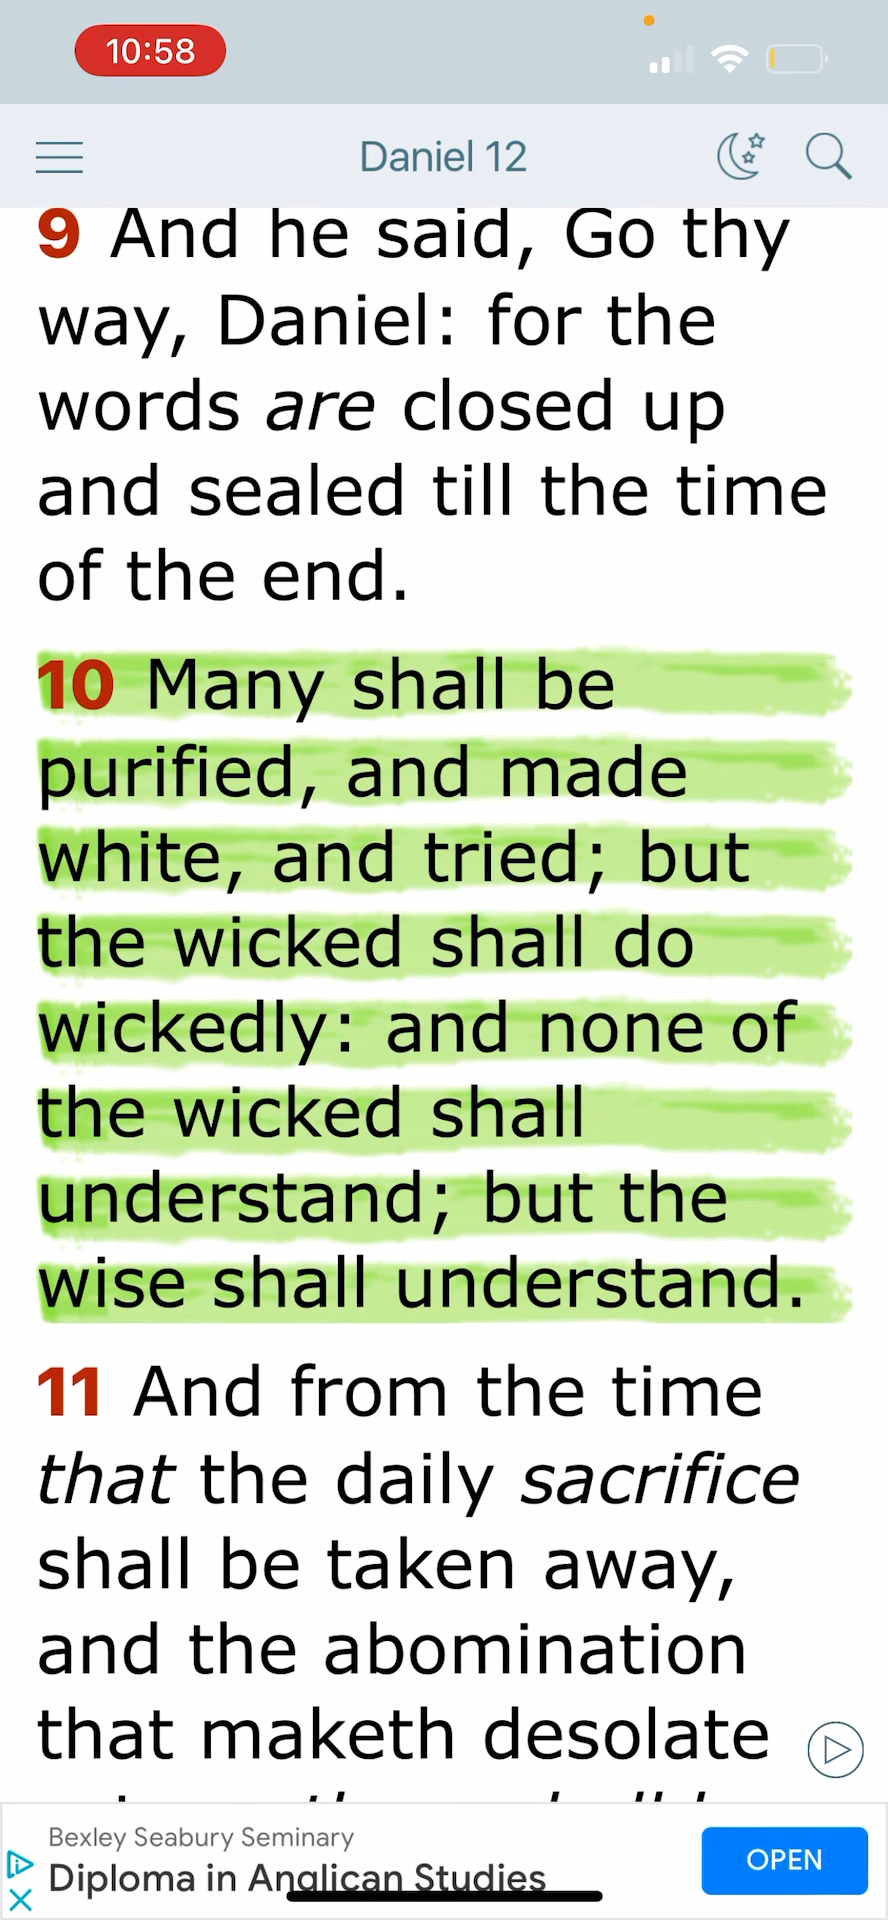 10:58
Daniel 12
9 And he said, Go thy
way, Daniel: for the
words are closed up
and sealed till the time
of the end.
10 Many shall be
purified, and made
white, and tried; but
the wicked shall do
wickedly: and none of
the wicked shall
understand; but the
wise shall understand.
11 And from the time
that the daily sacrifice
shall be taken away,
and the abomination
that maketh desolate
Bexley Seabury Seminary
Diploma in Anglican Studies
OPEN